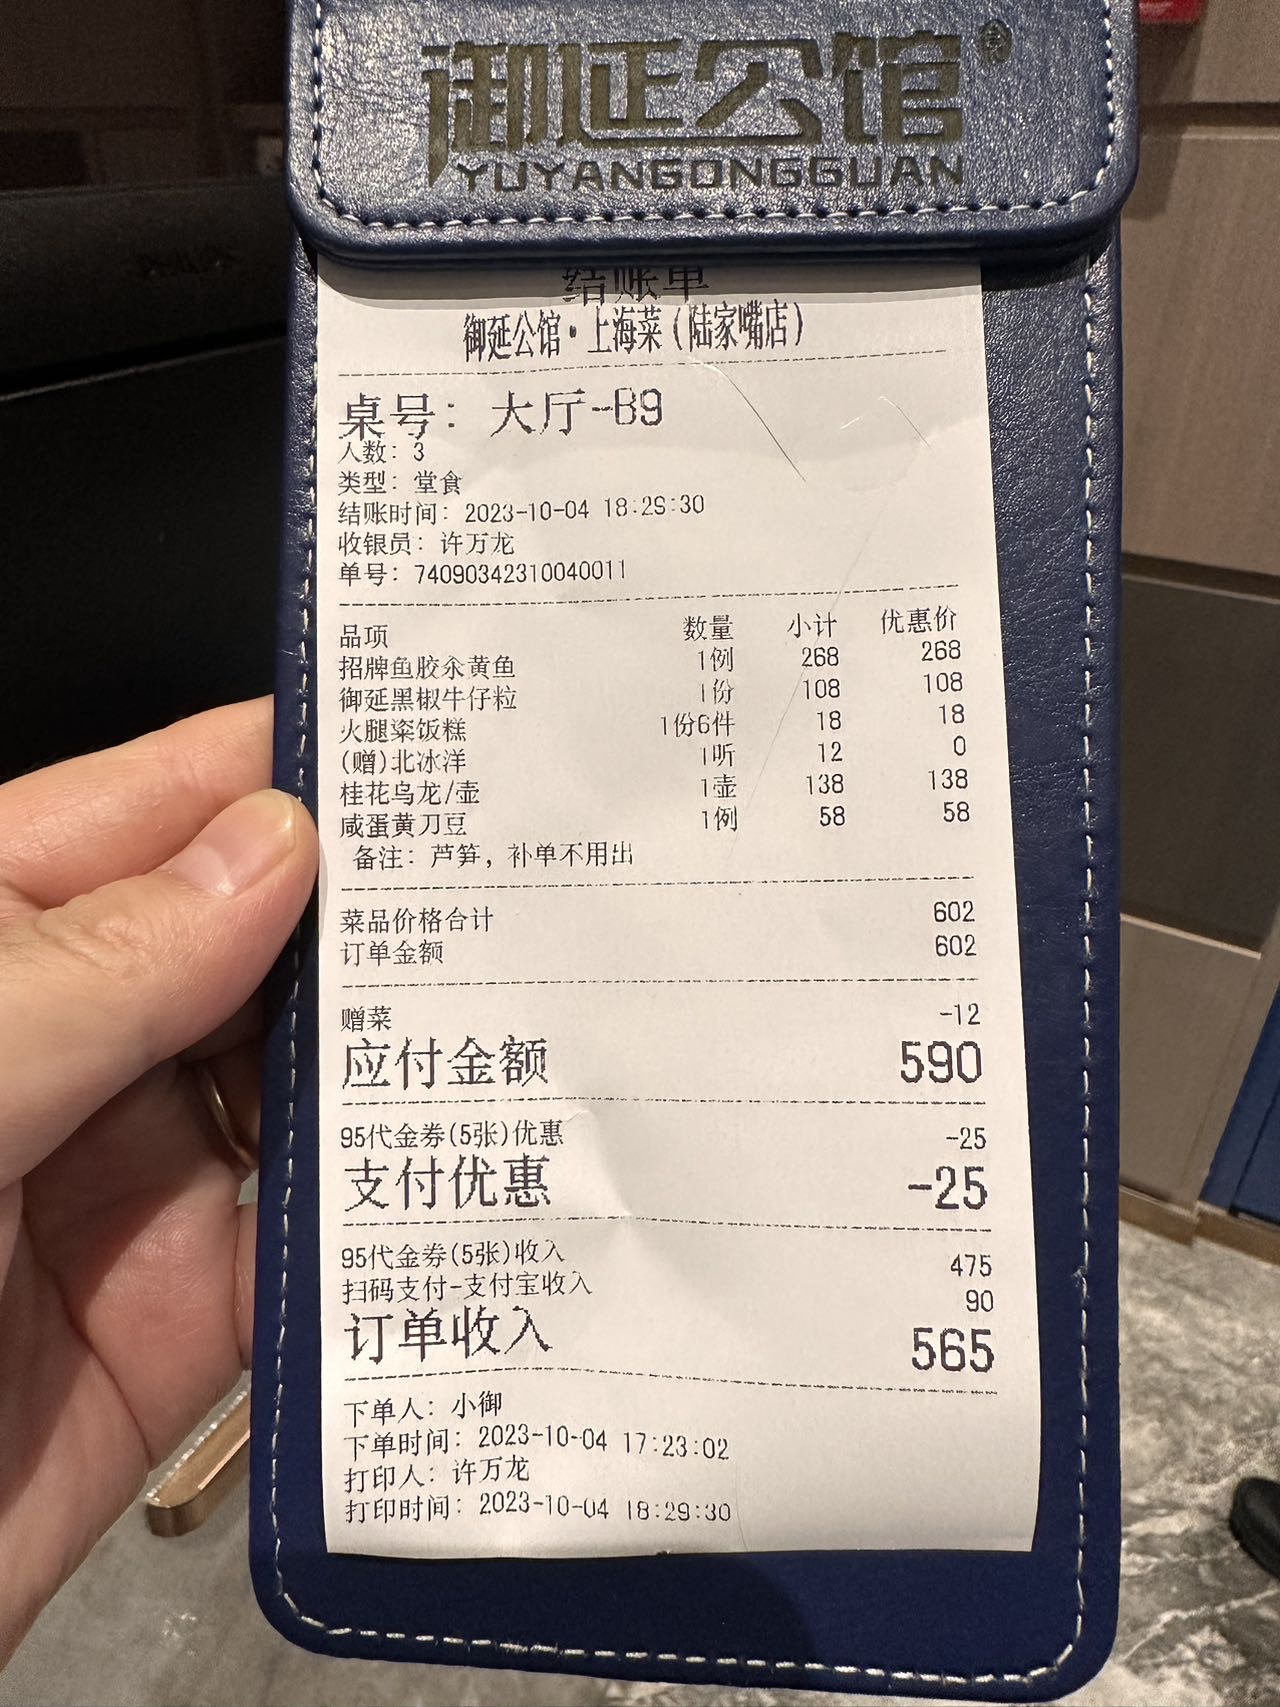 御延公馆®
YUYANGONGGUAN
结账单
御延公馆·上海菜(陆家嘴店)
桌号: 大厅-B9
人数: 3
类型: 堂食
结账时间: 2023-10-04 18:29:30
收银员: 许万龙
单号: 74090342310040011
品项 数量 小计 优惠价
招牌鱼胶汆黄鱼 1例 268 268
御延黑椒牛仔粒 1份 108 108
火腿粢饭糕 1份6件 18 18
(赠)北冰洋 1听 12 0
桂花乌龙/壶 1壶 138 138
咸蛋黄刀豆 1例 58 58
备注: 芦笋, 补单不用出
菜品价格合计 602
订单金额 602
赠菜 -12
应付金额 590
95代金券(5张)优惠 -25
支付优惠 -25
95代金券(5张)收入 475
扫码支付-支付宝收入 90
订单收入 565
下单人: 小御
下单时间: 2023-10-04 17:23:02
打印人: 许万龙
打印时间: 2023-10-04 18:29:30